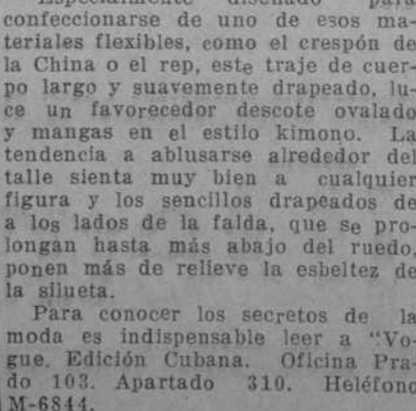 Especialmente diseñado para
confeccionarse de uno de esos ma-
teriales flexibles, como el crespón de
la China o el rep, este traje de cuer-
po largo y suavemente drapeado, lu-
ce un favorecedor descote ovalado
y mangas en el estilo kimono. La
tendencia a ablusarse alrededor del
talle sienta muy bien a cualquier
figura y los sencillos drapeados de
a los lados de la falda, que se pro-
longan hasta más abajo del ruedo,
ponen más de relieve la esbeltez de
la silueta.
Para conocer los secretos de la
moda es indispensable leer a "Vo-
gue. Edición Cubana. Oficina Pra-
do 103. Apartado 310. Heléfono
M-6844.